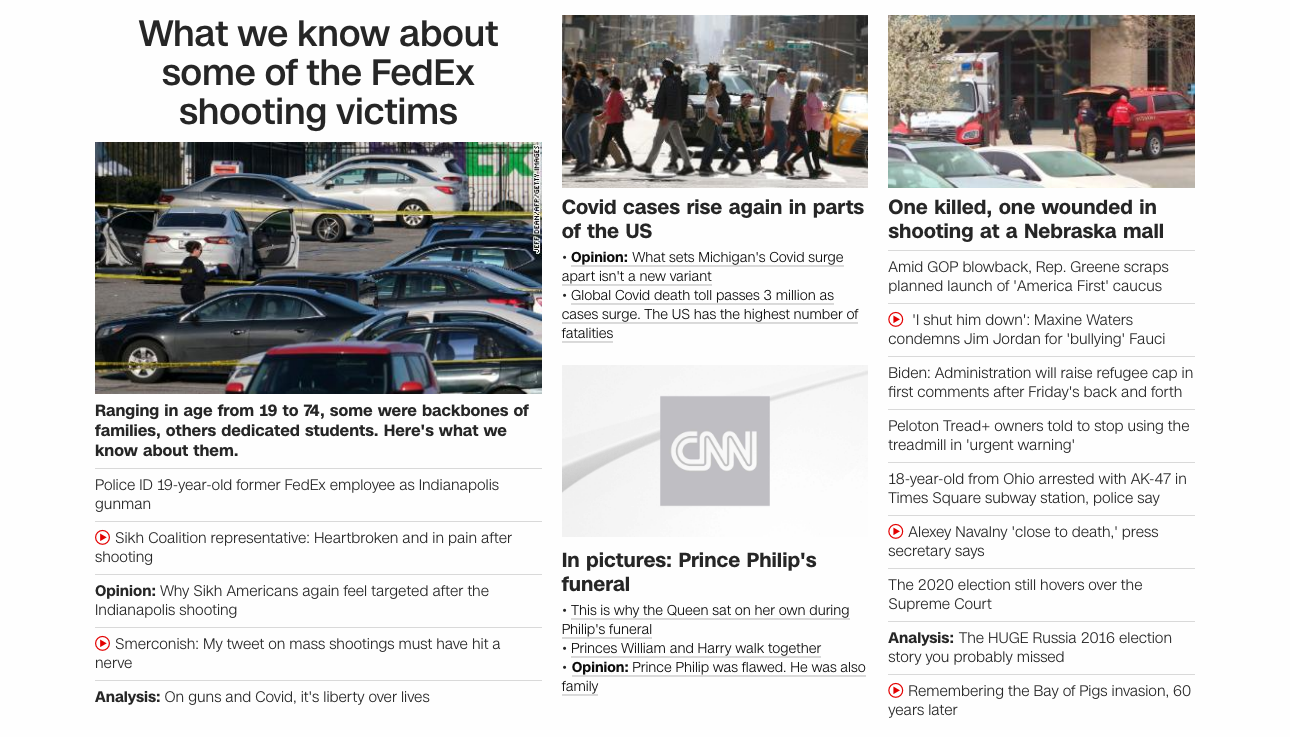 What we know about
some of the FedEx
shooting victims
EX
JEFF DEAN/AFP/GETTY IMAGES
Ranging in age from 19 to 74, some were backbones of
families, others dedicated students. Here's what we
know about them.
Police ID 19-year-old former FedEx employee as Indianapolis
gunman
Sikh Coalition representative: Heartbroken and in pain after
shooting
Opinion: Why Sikh Americans again feel targeted after the
Indianapolis shooting
Smerconish: My tweet on mass shootings must have hit a
nerve
Analysis: On guns and Covid, it's liberty over lives
Covid cases rise again in parts
of the US
• Opinion: What sets Michigan's Covid surge
apart isn't a new variant
• Global Covid death toll passes 3 million as
cases surge. The US has the highest number of
fatalities
CNN
In pictures: Prince Philip's
funeral
• This is why the Queen sat on her own during
Philip's funeral
• Princes William and Harry walk together
• Opinion: Prince Philip was flawed. He was also
family
One killed, one wounded in
shooting at a Nebraska mall
Amid GOP blowback, Rep. Greene scraps
planned launch of 'America First' caucus
'I shut him down': Maxine Waters
condemns Jim Jordan for 'bullying' Fauci
Biden: Administration will raise refugee cap in
first comments after Friday's back and forth
Peloton Tread+ owners told to stop using the
treadmill in 'urgent warning'
18-year-old from Ohio arrested with AK-47 in
Times Square subway station, police say
Alexey Navalny 'close to death,' press
secretary says
The 2020 election still hovers over the
Supreme Court
Analysis: The HUGE Russia 2016 election
story you probably missed
Remembering the Bay of Pigs invasion, 60
years later